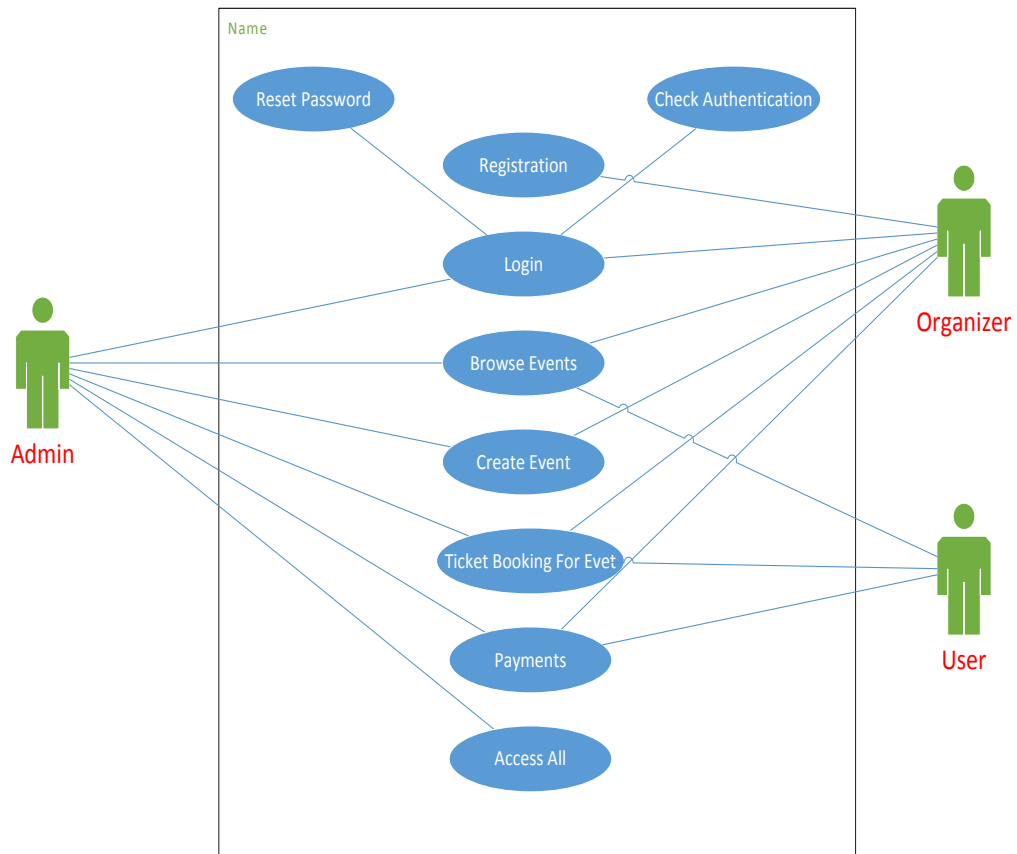 Name
Reset Password
Check Authentication
Registration
Login
Organizer
Browse Events
Admin
Create Event
Ticket Booking For Evet
User
Payments
Access All